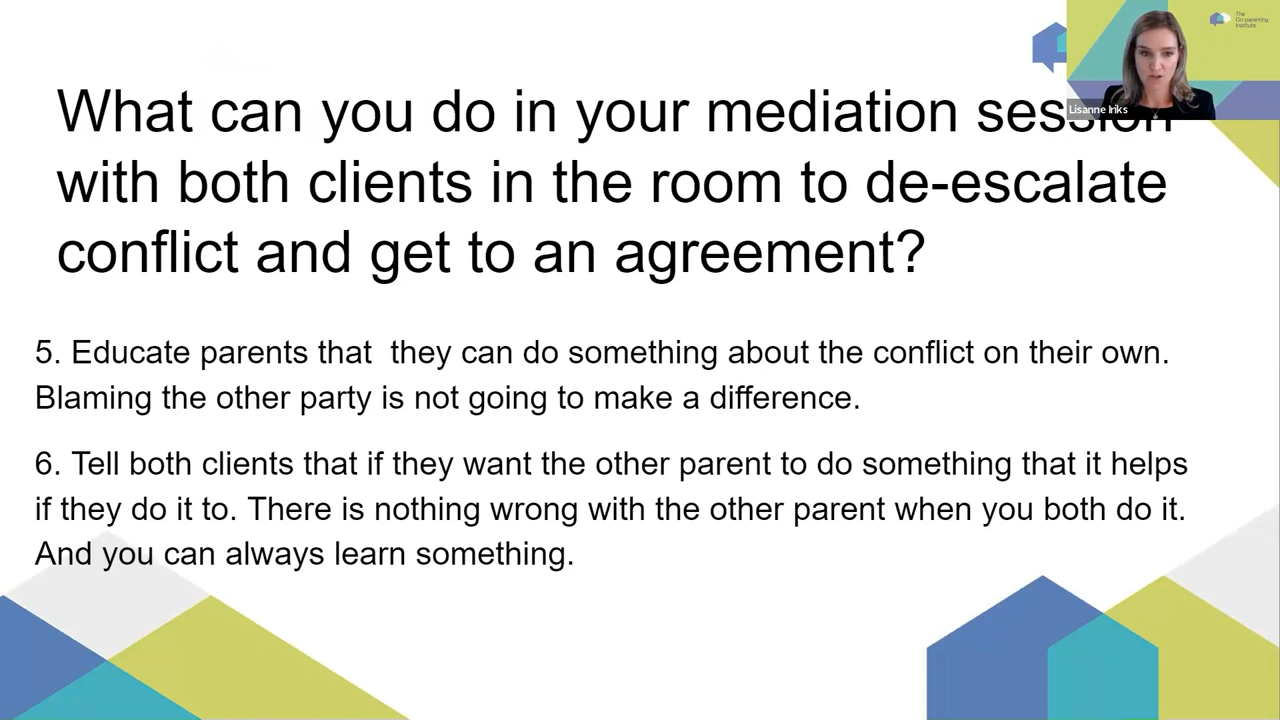 The
Co-parenting
Institute
Lisanne Iriks
What can you do in your mediation session
with both clients in the room to de-escalate
conflict and get to an agreement?
5. Educate parents that  they can do something about the conflict on their own.
Blaming the other party is not going to make a difference.
6. Tell both clients that if they want the other parent to do something that it helps
if they do it to. There is nothing wrong with the other parent when you both do it.
And you can always learn something.